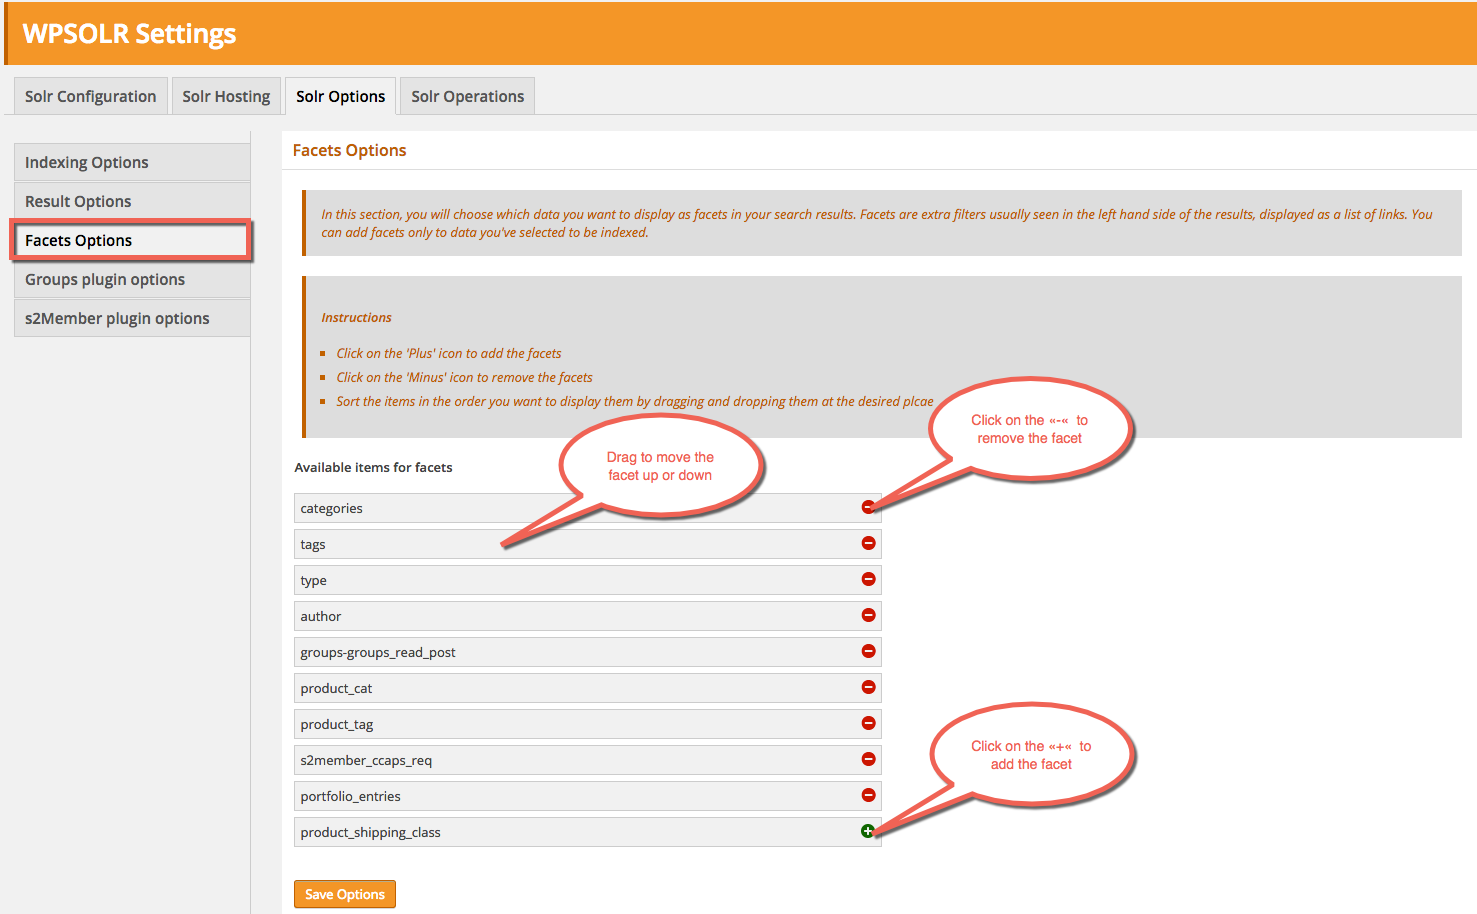 WPSOLR Settings
Solr Configuration
Solr Hosting
Solr Options
Solr Operations
Indexing Options
Result Options
Facets Options
Groups plugin options
s2Member plugin options
Facets Options
In this section, you will choose which data you want to display as facets in your search results. Facets are extra filters usually seen in the left hand side of the results, displayed as a list of links. You
can add facets only to data you've selected to be indexed.
Instructions
Click on the 'Plus' icon to add the facets
Click on the 'Minus' icon to remove the facets
Sort the items in the order you want to display them by dragging and dropping them at the desired plcae
Click on the «-« to
remove the facet
Drag to move the
facet up or down
Available items for facets
categories
tags
type
author
groups-groups_read_post
product_cat
product_tag
s2member_ccaps_req
portfolio_entries
product_shipping_class
Click on the «+« to
add the facet
Save Options